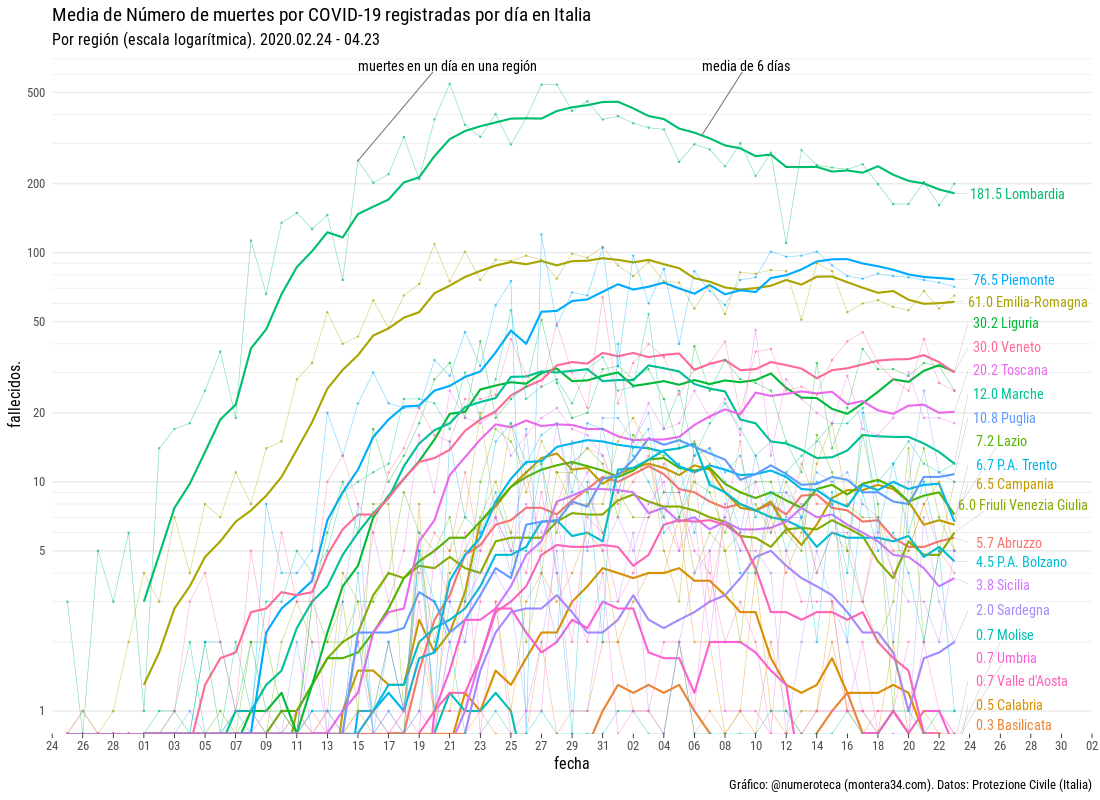 Media de Número de muertes por COVID-19 registradas por día en Italia
Por región (escala logarítmica). 2020.02.24 - 04.23
muertes en un día en una región
media de 6 días
500
200
100
50
20
10
5
1
fallecidos.
181.5 Lombardia
76.5 Piemonte
61.0 Emilia-Romagna
30.2 Liguria
30.0 Veneto
20.2 Toscana
12.0 Marche
10.8 Puglia
7.2 Lazio
6.7 P.A. Trento
6.5 Campania
6.0 Friuli Venezia Giulia
5.7 Abruzzo
4.5 P.A. Bolzano
3.8 Sicilia
2.0 Sardegna
0.7 Molise
0.7 Umbria
0.7 Valle d'Aosta
0.5 Calabria
0.3 Basilicata
24 26 28 01 03 05 07 09 11 13 15 17 19 21 23 25 27 29 31 02 04 06 08 10 12 14 16 18 20 22 24 26 28 30 02
fecha
Gráfico: @numeroteca (montera34.com). Datos: Protezione Civile (Italia)